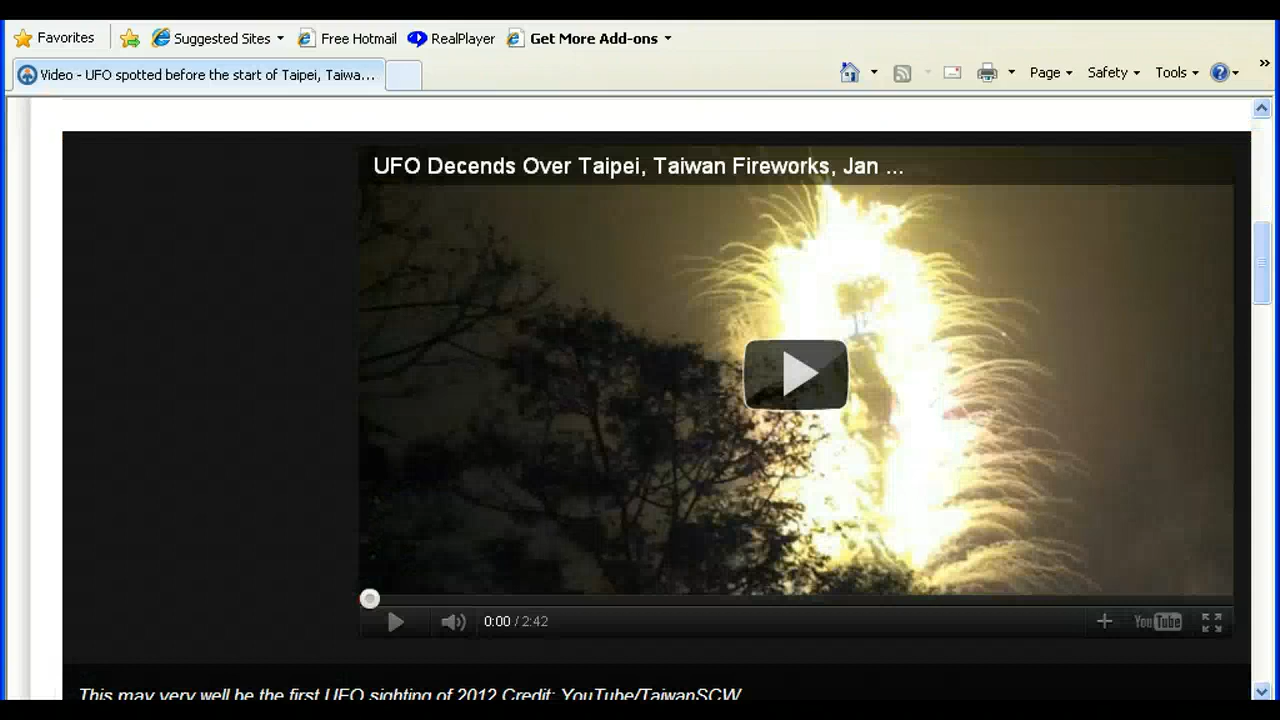 Favorites Suggested Sites Free Hotmail RealPlayer Get More Add-ons
Video - UFO spotted before the start of Taipei, Taiwa... Page Safety Tools
UFO Decends Over Taipei, Taiwan Fireworks, Jan ...
0:00 / 2:42 YouTube
This may very well be the first UFO sighting of 2012 Credit: YouTube/TaiwanSCW